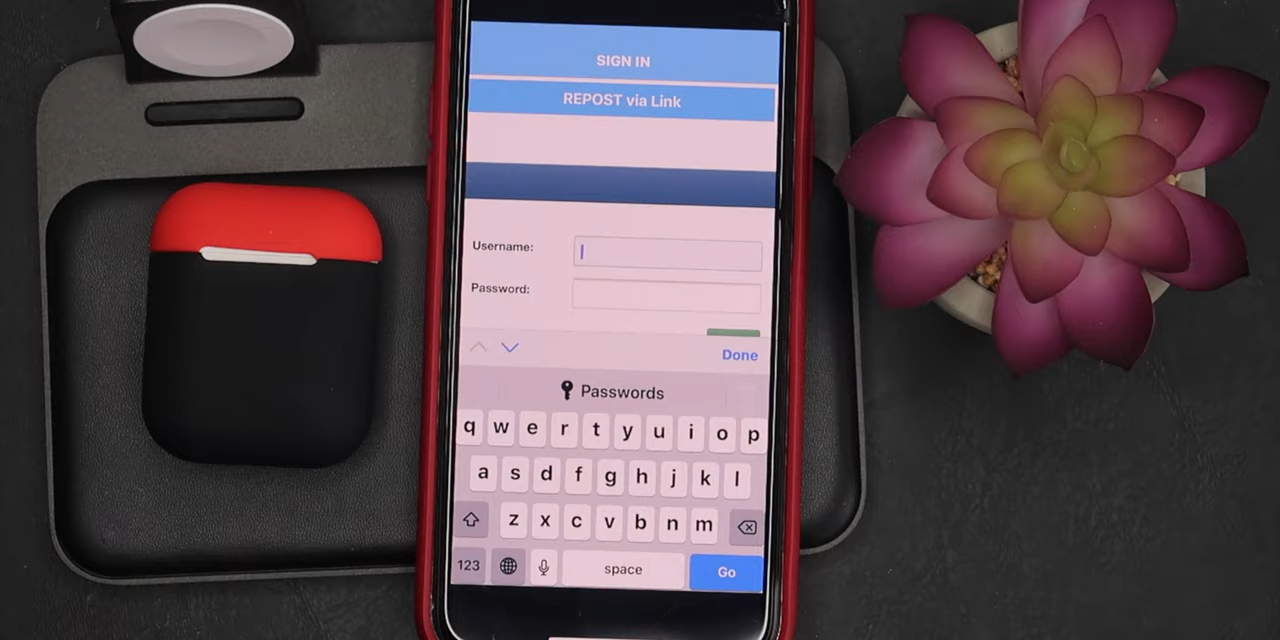 SIGN IN
REPOST via Link
Username:
Password:
Done
Passwords
q w e r t y u i o p
a s d f g h j k l
z x c v b n m
123 space Go